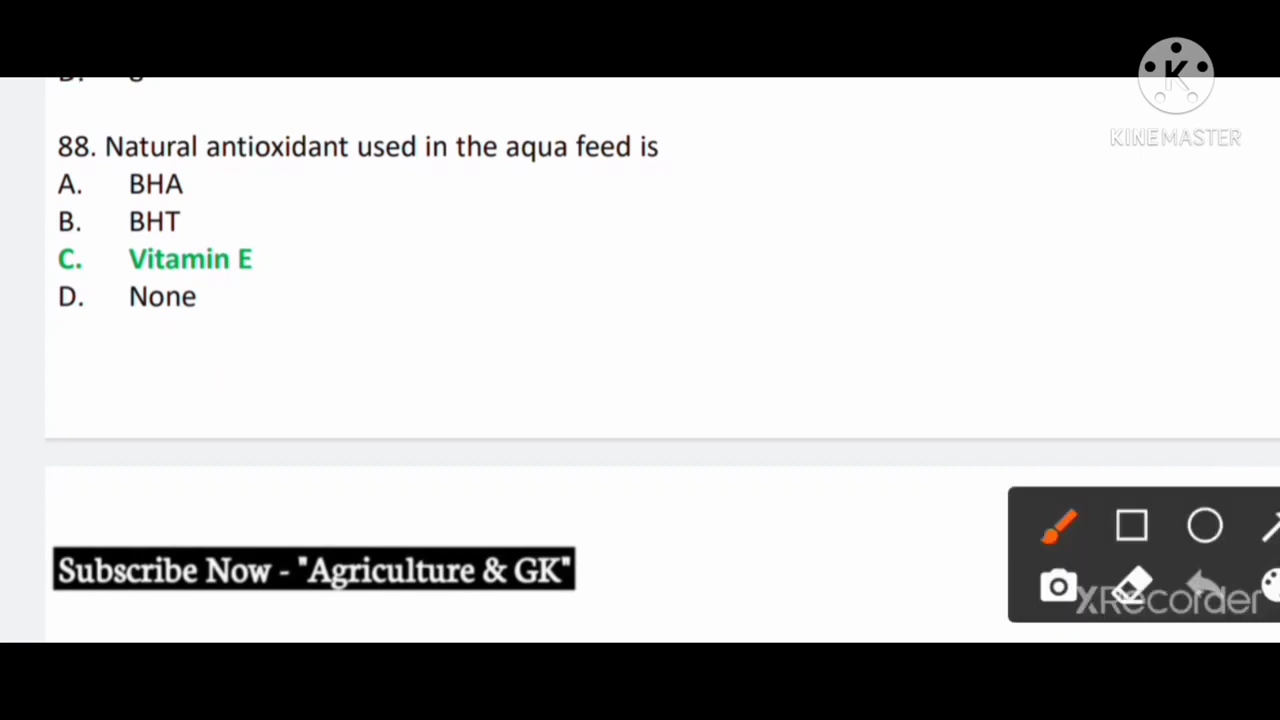 88. Natural antioxidant used in the aqua feed is
A. BHA
B. BHT
C. Vitamin E
D. None
Subscribe Now - "Agriculture & GK"
K
KINEMASTER
XRecorder